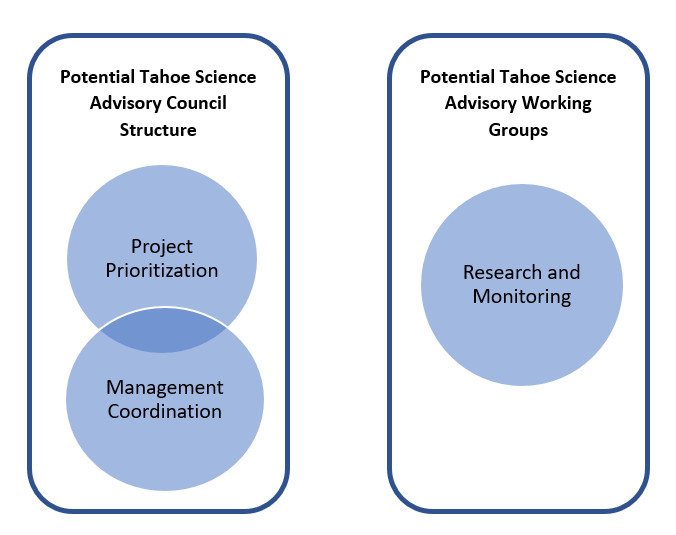 Potential Tahoe Science
Advisory Council
Structure
Project
Prioritization
Management
Coordination
Potential Tahoe Science
Advisory Working
Groups
Research and
Monitoring